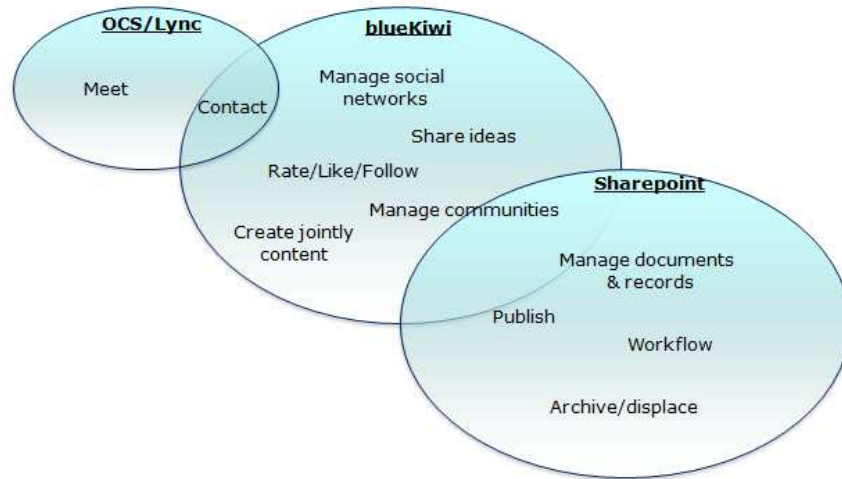 OCS/Lync
Meet
Contact
blueKiwi
Manage social
networks
Share ideas
Rate/Like/Follow
Manage communities
Create jointly
content
Sharepoint
Manage documents
& records
Publish
Workflow
Archive/displace